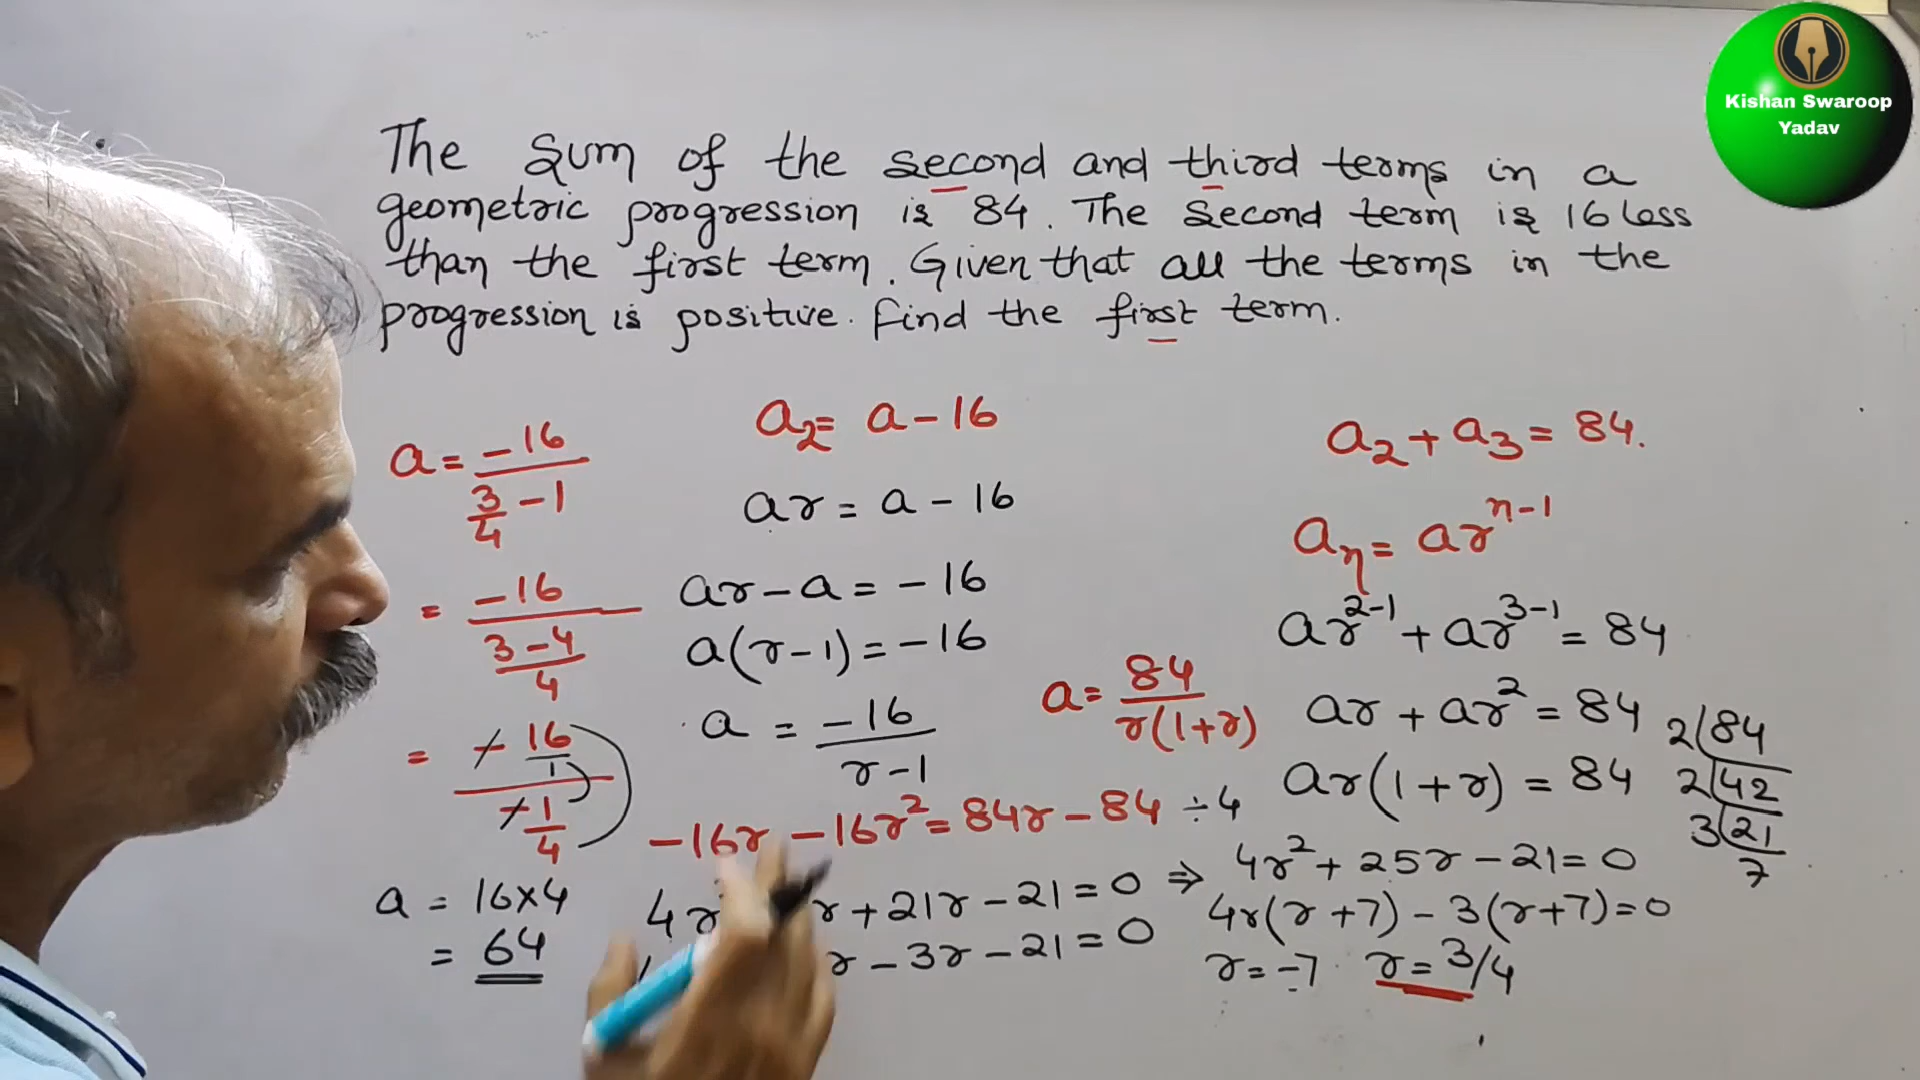 Kishan Swaroop
Yadav
The sum of the second and third terms in a
geometric progression is 84. The second term is 16 less
than the first term. Given that all the terms in the
progression is positive. find the first term.
a = -16 / (3/4 - 1)
= -16 / ((3-4)/4)
= -16/1 / -1/4
a = 16×4
= 64
a₂ = a - 16
ar = a - 16
ar - a = -16
a(r-1) = -16
a = -16 / (r-1)
-16r - 16r² = 84r - 84 ÷4
4r r + 21r - 21 = 0 ⇒
r - 3r - 21 = 0
a₂ + a₃ = 84.
aₙ = arⁿ⁻¹
ar²⁻¹ + ar³⁻¹ = 84
a = 84 / r(1+r)
ar + ar² = 84
ar(1+r) = 84
2 84
2 42
3 21
7
4r² + 25r - 21 = 0
4r(r+7) - 3(r+7) = 0
r = -7 r = 3/4